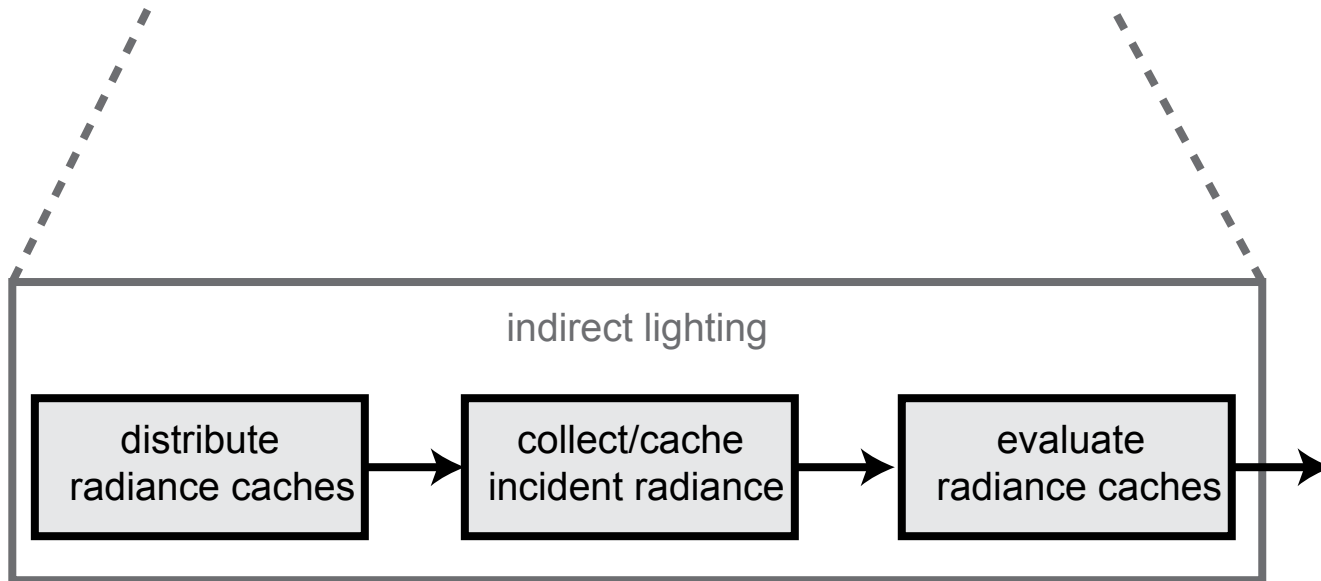 indirect lighting
distribute
radiance caches
collect/cache
incident radiance
evaluate
radiance caches